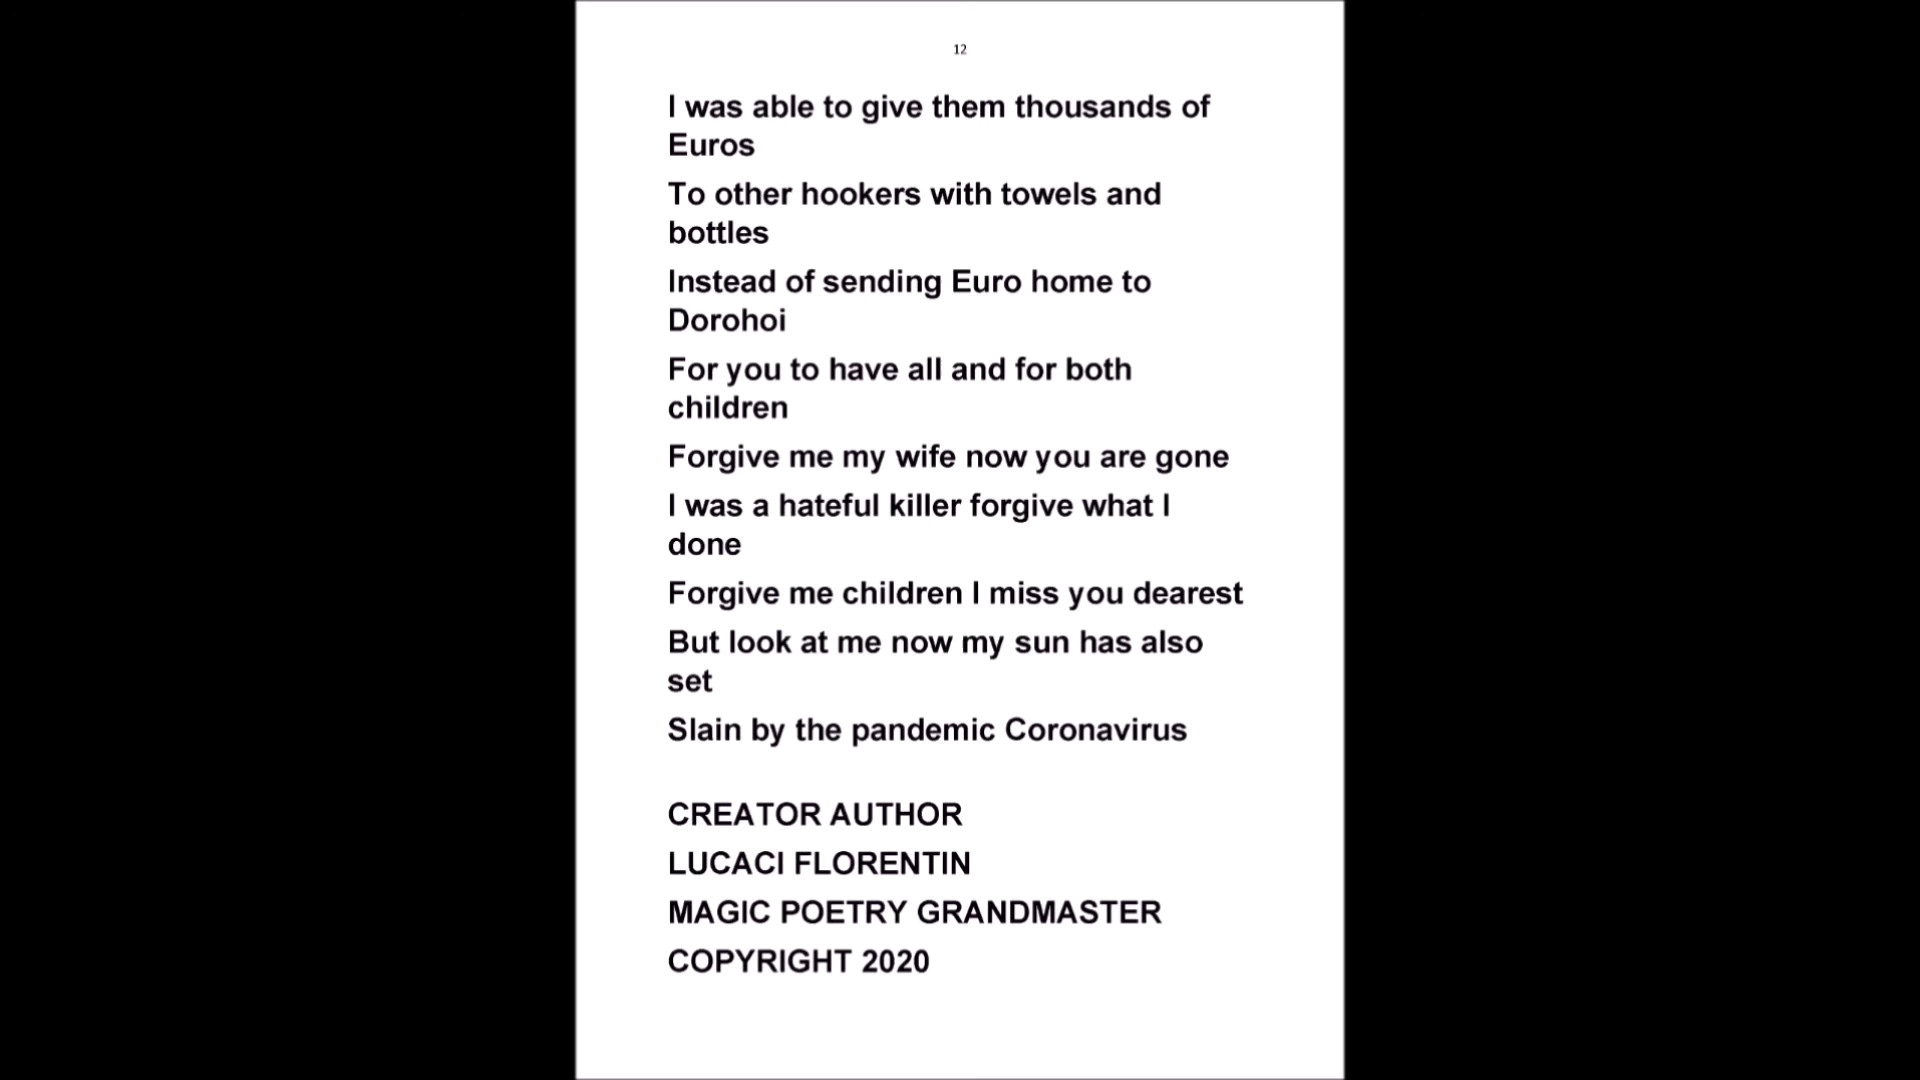 12
I was able to give them thousands of
Euros
To other hookers with towels and
bottles
Instead of sending Euro home to
Dorohoi
For you to have all and for both
children
Forgive me my wife now you are gone
I was a hateful killer forgive what I
done
Forgive me children I miss you dearest
But look at me now my sun has also
set
Slain by the pandemic Coronavirus
CREATOR AUTHOR
LUCACI FLORENTIN
MAGIC POETRY GRANDMASTER
COPYRIGHT 2020